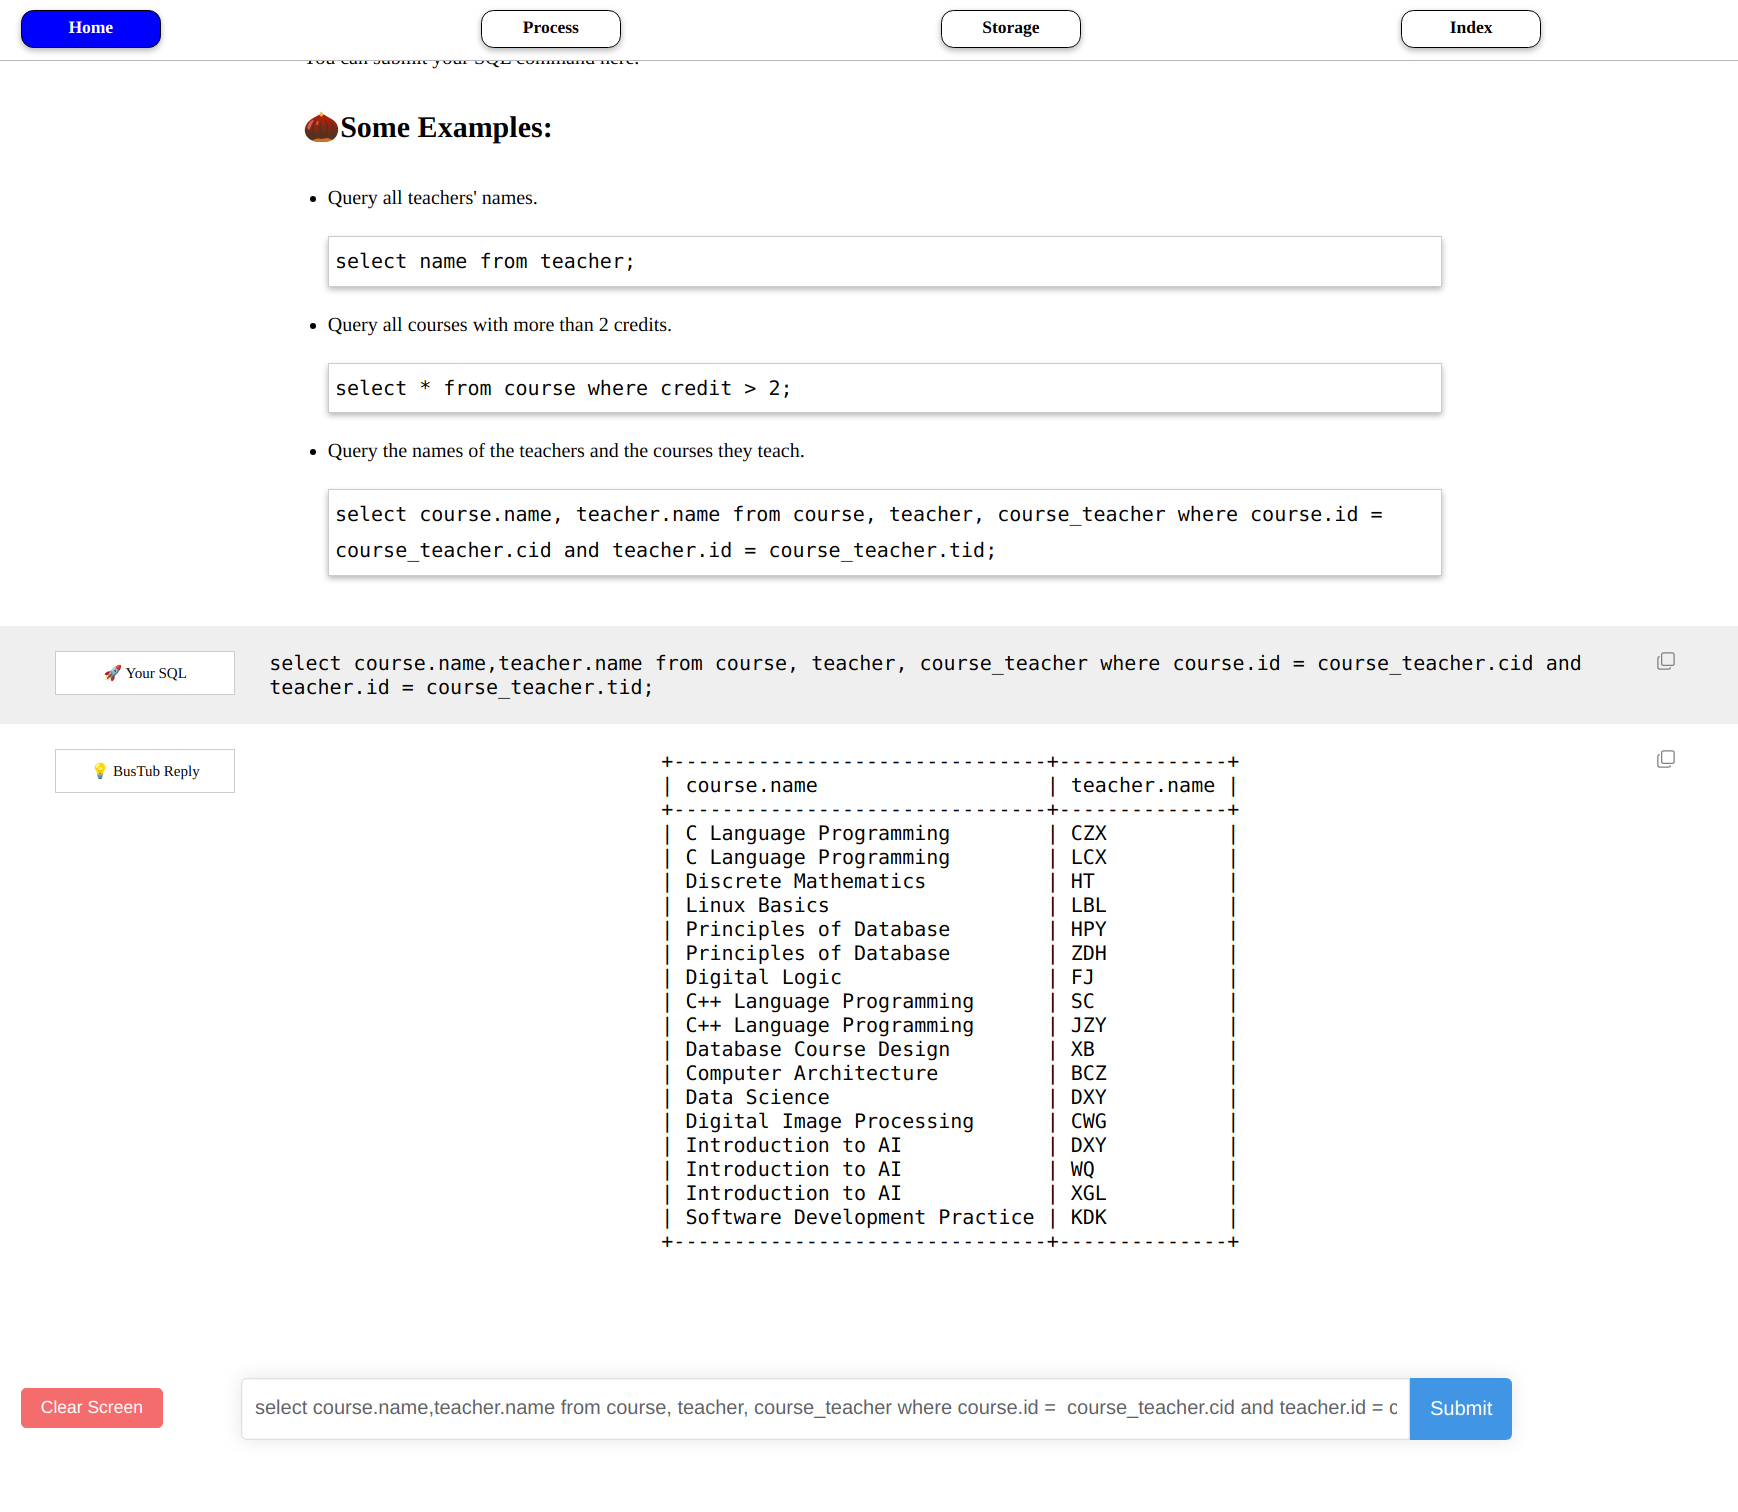 Home
Process
Storage
Index
You can submit your SQL command here.
Some Examples:
Query all teachers' names.
select name from teacher;
Query all courses with more than 2 credits.
select * from course where credit > 2;
Query the names of the teachers and the courses they teach.
select course.name, teacher.name from course, teacher, course_teacher where course.id =
course_teacher.cid and teacher.id = course_teacher.tid;
Your SQL
select course.name,teacher.name from course, teacher, course_teacher where course.id = course_teacher.cid and
teacher.id = course_teacher.tid;
BusTub Reply
+-------------------------------+--------------+
| course.name                   | teacher.name |
+-------------------------------+--------------+
| C Language Programming        | CZX          |
| C Language Programming        | LCX          |
| Discrete Mathematics          | HT           |
| Linux Basics                  | LBL          |
| Principles of Database        | HPY          |
| Principles of Database        | ZDH          |
| Digital Logic                 | FJ           |
| C++ Language Programming      | SC           |
| C++ Language Programming      | JZY          |
| Database Course Design        | XB           |
| Computer Architecture         | BCZ          |
| Data Science                  | DXY          |
| Digital Image Processing      | CWG          |
| Introduction to AI            | DXY          |
| Introduction to AI            | WQ           |
| Introduction to AI            | XGL          |
| Software Development Practice | KDK          |
+-------------------------------+--------------+
Clear Screen
select course.name,teacher.name from course, teacher, course_teacher where course.id =  course_teacher.cid and teacher.id = c
Submit